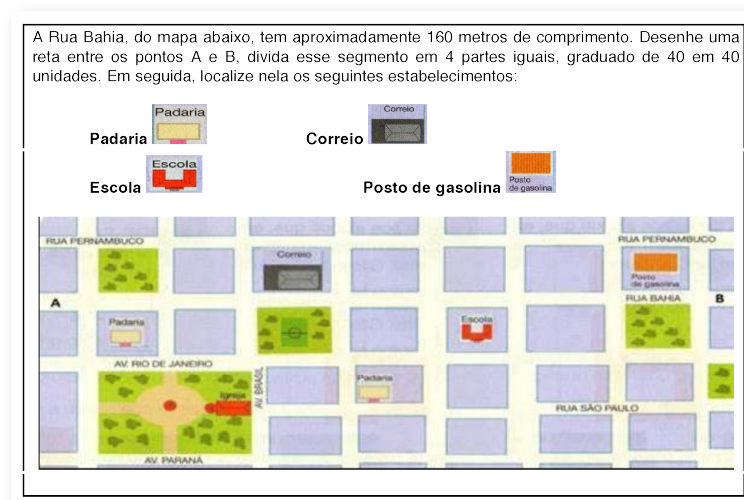 A Rua Bahia, do mapa abaixo, tem aproximadamente 160 metros de comprimento. Desenhe uma
reta entre os pontos A e B, divida esse segmento em 4 partes iguais, graduado de 40 em 40
unidades. Em seguida, localize nela os seguintes estabelecimentos:
Padaria
Padaria
Correio
Correio
Escola
Escola
Posto de gasolina
Posto
de gasolina
RUA PERNAMBUCO
RUA PERNAMBUCO
Correio
Posto
de gasolina
A
RUA BAHIA
B
Padaria
Escola
AV. RIO DE JANEIRO
AV. BRASIL
Padaria
Igreja
RUA SÃO PAULO
AV. PARANÁ